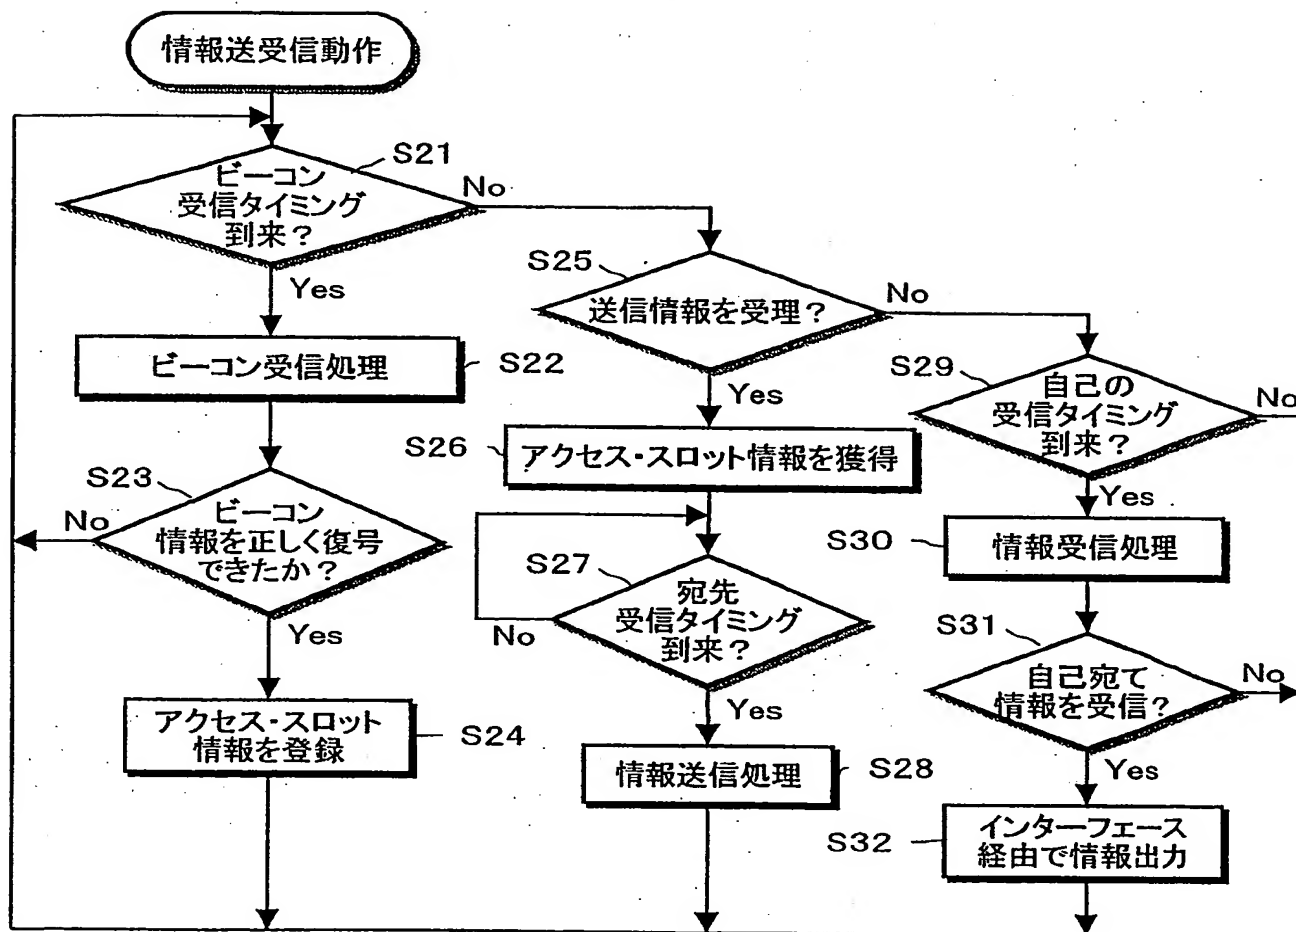 情報送受信動作
S21
ビーコン
受信タイミング
到来?
No
Yes
S22
ビーコン受信処理
S23
ビーコン
情報を正しく復号
できたか?
No
Yes
アクセス・スロット
情報を登録
S24
S25
送信情報を受理?
No
Yes
S26
アクセス・スロット情報を獲得
S27
宛先
受信タイミング
到来?
No
Yes
情報送信処理
S28
S29
自己の
受信タイミング
到来?
No
Yes
S30
情報受信処理
S31
自己宛て
情報を受信?
No
Yes
S32
インターフェース
経由で情報出力